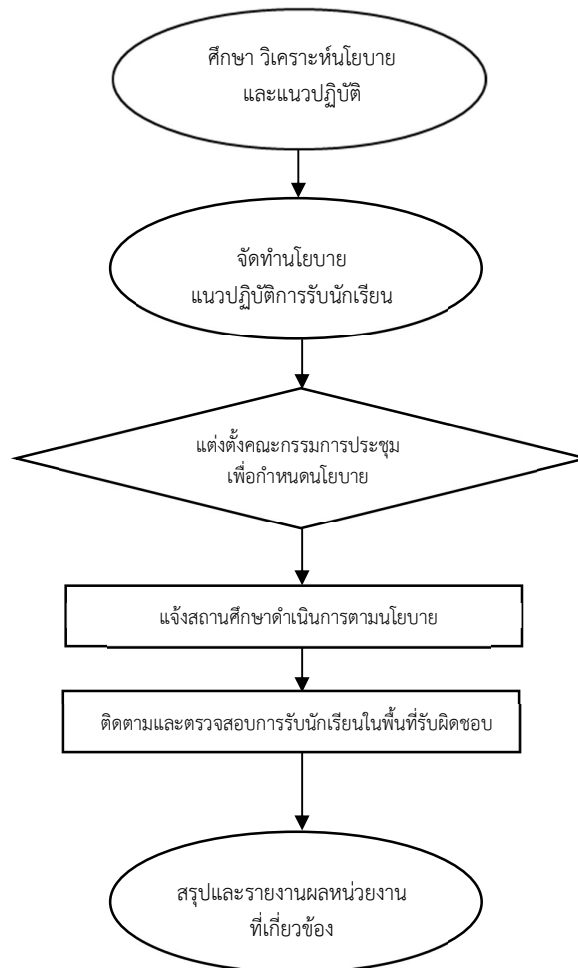 ศึกษา วิเคราะห์นโยบาย
และแนวปฏิบัติ
จัดทำนโยบาย
แนวปฏิบัติการรับนักเรียน
แต่งตั้งคณะกรรมการประชุม
เพื่อกำหนดนโยบาย
แจ้งสถานศึกษาดำเนินการตามนโยบาย
ติดตามและตรวจสอบการรับนักเรียนในพื้นที่รับผิดชอบ
สรุปและรายงานผลหน่วยงาน
ที่เกี่ยวข้อง